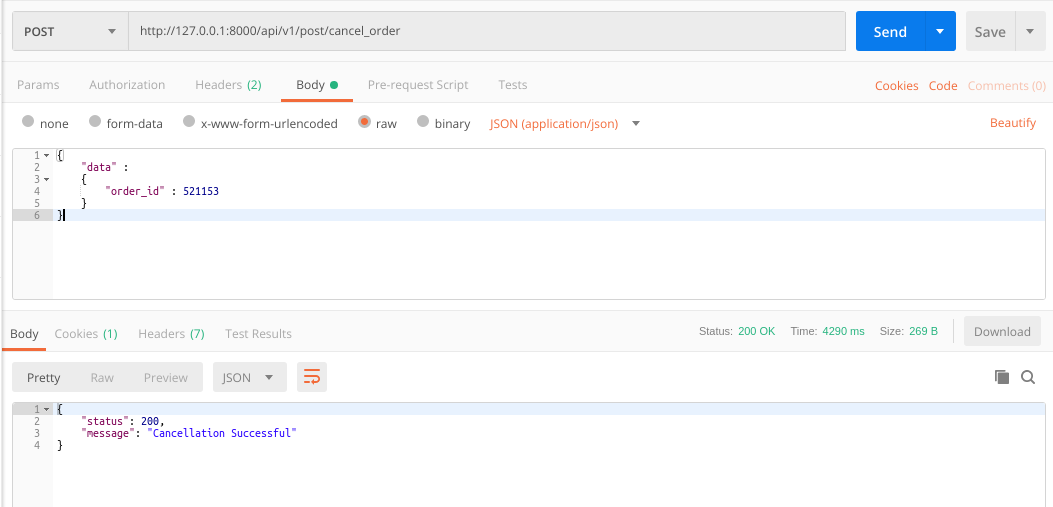 POST http://127.0.0.1:8000/api/v1/post/cancel_order Send Save
Params Authorization Headers (2) Body Pre-request Script Tests Cookies Code Comments (0)
none form-data x-www-form-urlencoded raw binary JSON (application/json) Beautify
1 {
2 "data" :
3 {
4 "order_id" : 521153
5 }
6 }
Body Cookies (1) Headers (7) Test Results Status: 200 OK Time: 4290 ms Size: 269 B Download
Pretty Raw Preview JSON
1 {
2 "status": 200,
3 "message": "Cancellation Successful"
4 }